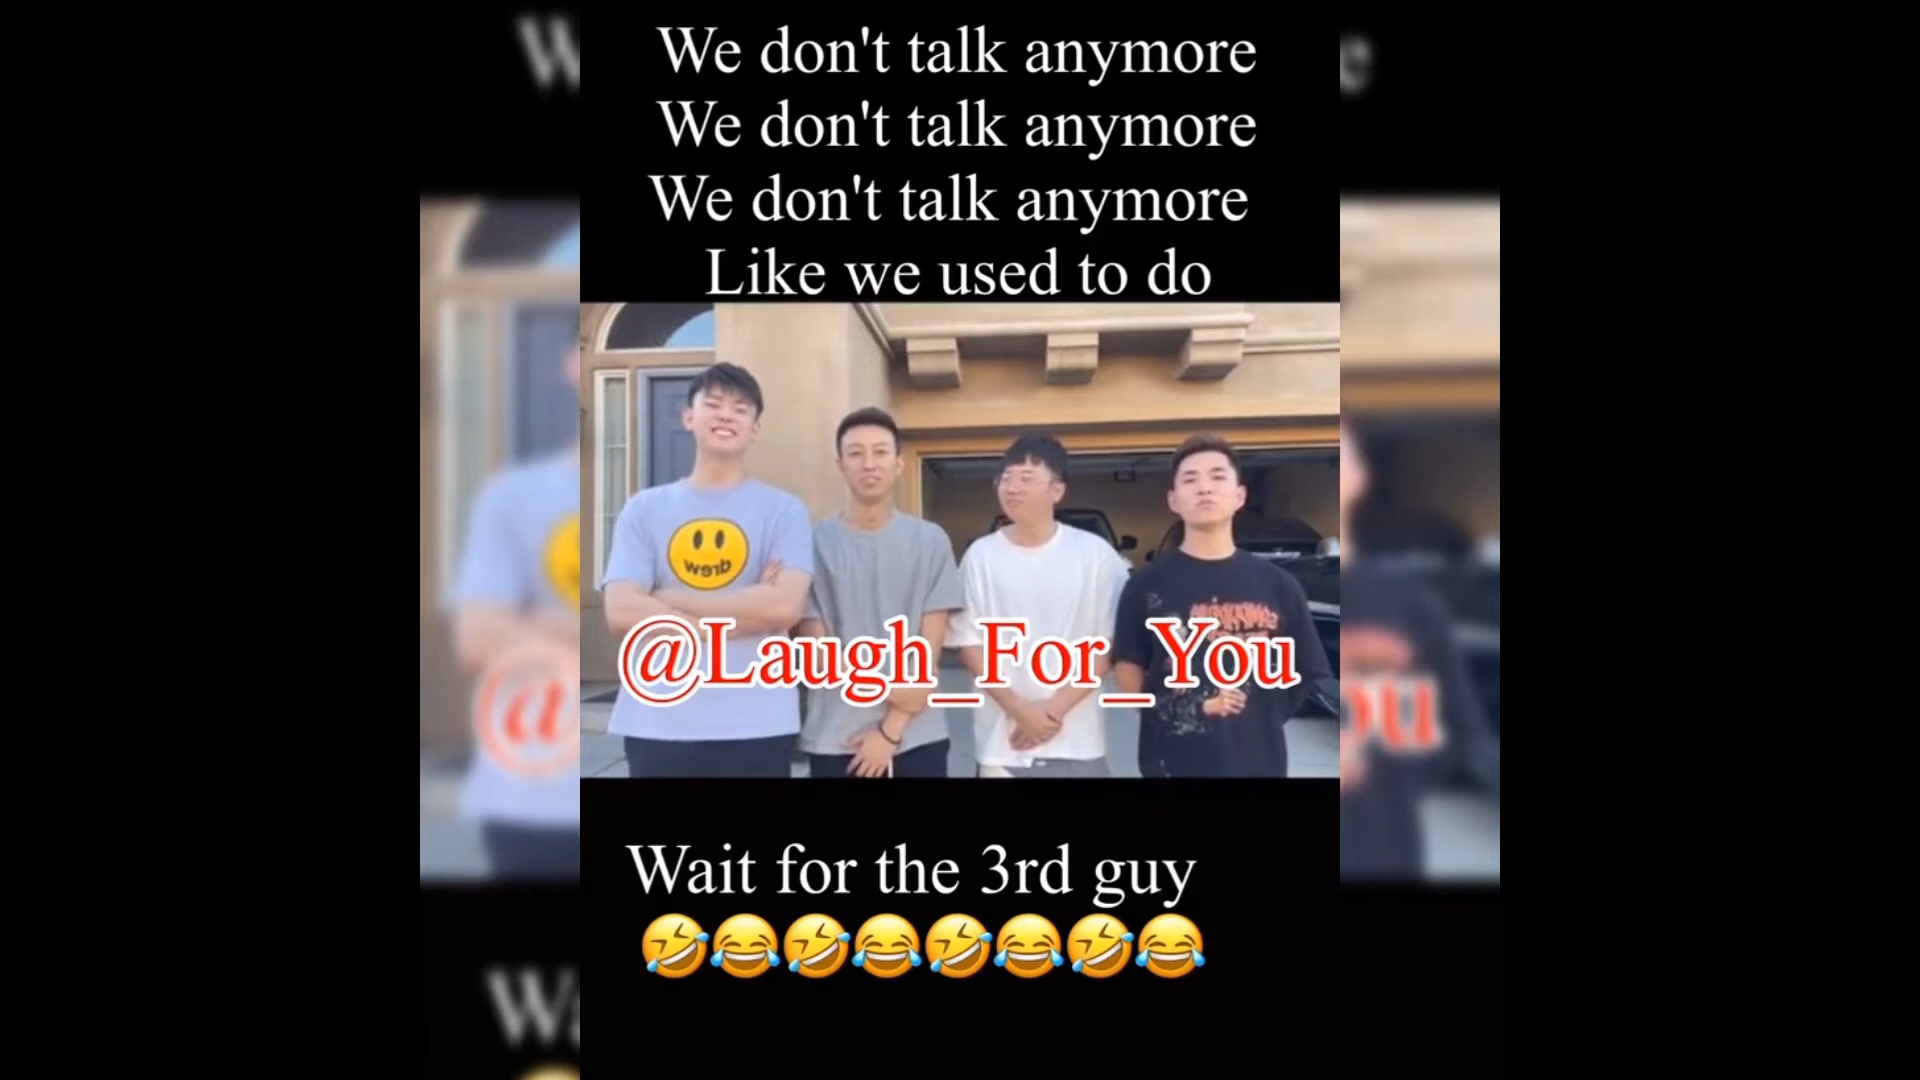 We don't talk anymore
We don't talk anymore
We don't talk anymore
Like we used to do
drew
@Laugh_For_You
Wait for the 3rd guy
🤣😂🤣😂🤣😂🤣😂